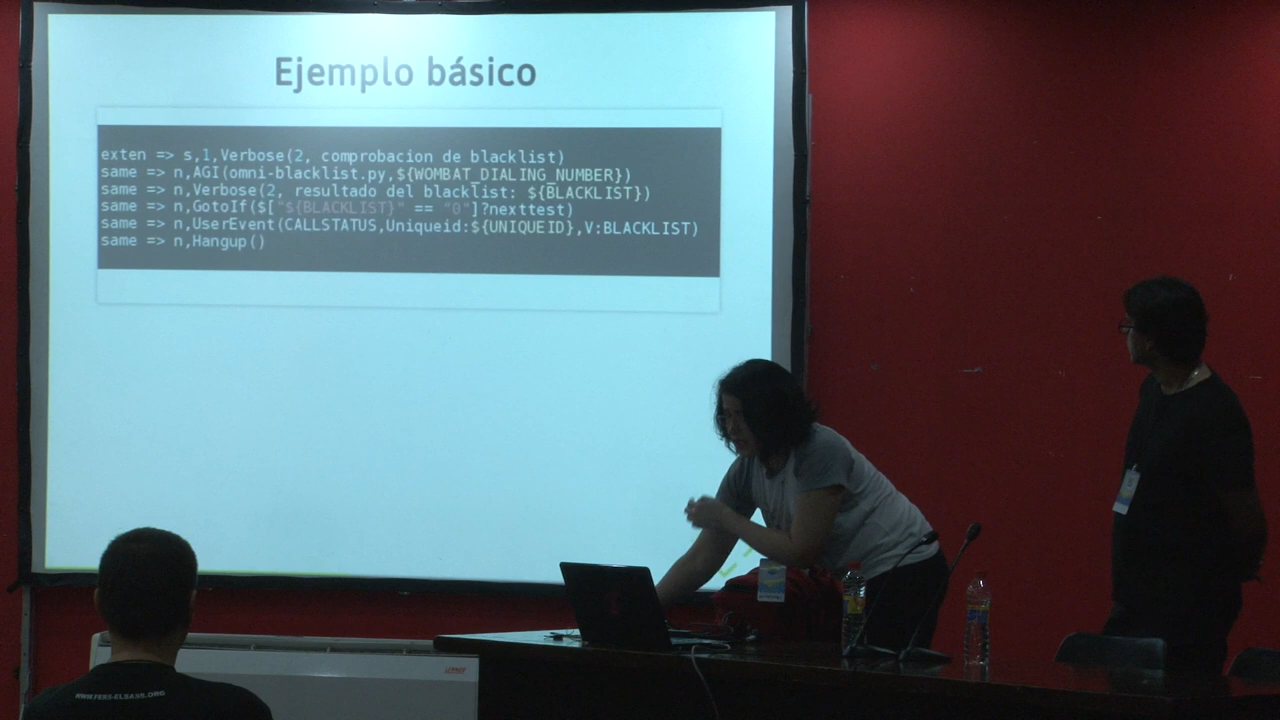 Ejemplo básico
exten => s,1,Verbose(2, comprobacion de blacklist)
same => n,AGI(omni-blacklist.py,${WOMBAT_DIALING_NUMBER})
same => n,Verbose(2, resultado del blacklist: ${BLACKLIST})
same => n,GotoIf($["${BLACKLIST}" == "0"]?nexttest)
same => n,UserEvent(CALLSTATUS,Uniqueid:${UNIQUEID},V:BLACKLIST)
same => n,Hangup()
LENNOX